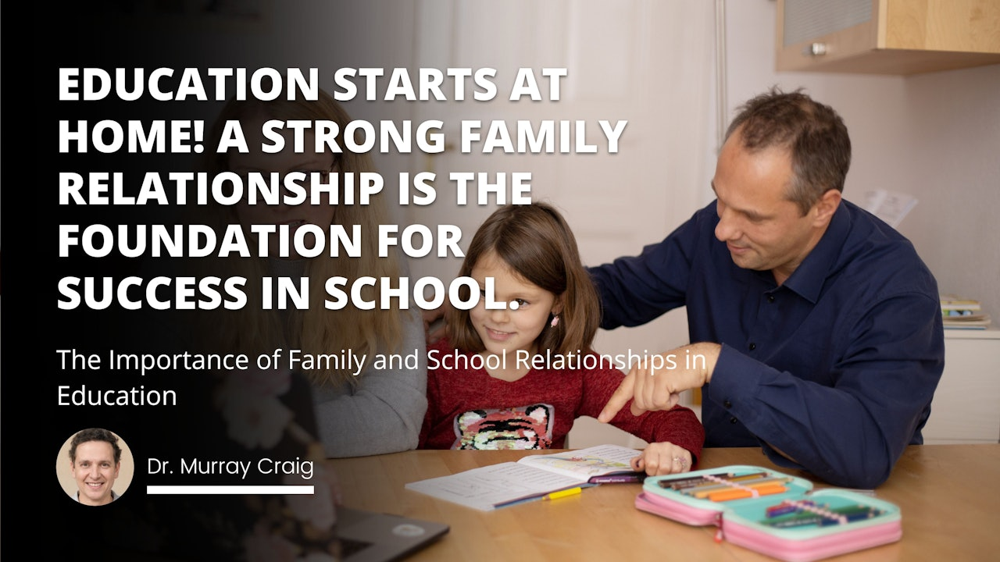 EDUCATION STARTS AT
HOME! A STRONG FAMILY
RELATIONSHIP IS THE
FOUNDATION FOR
SUCCESS IN SCHOOL.
The Importance of Family and School Relationships in
Education
Dr. Murray Craig